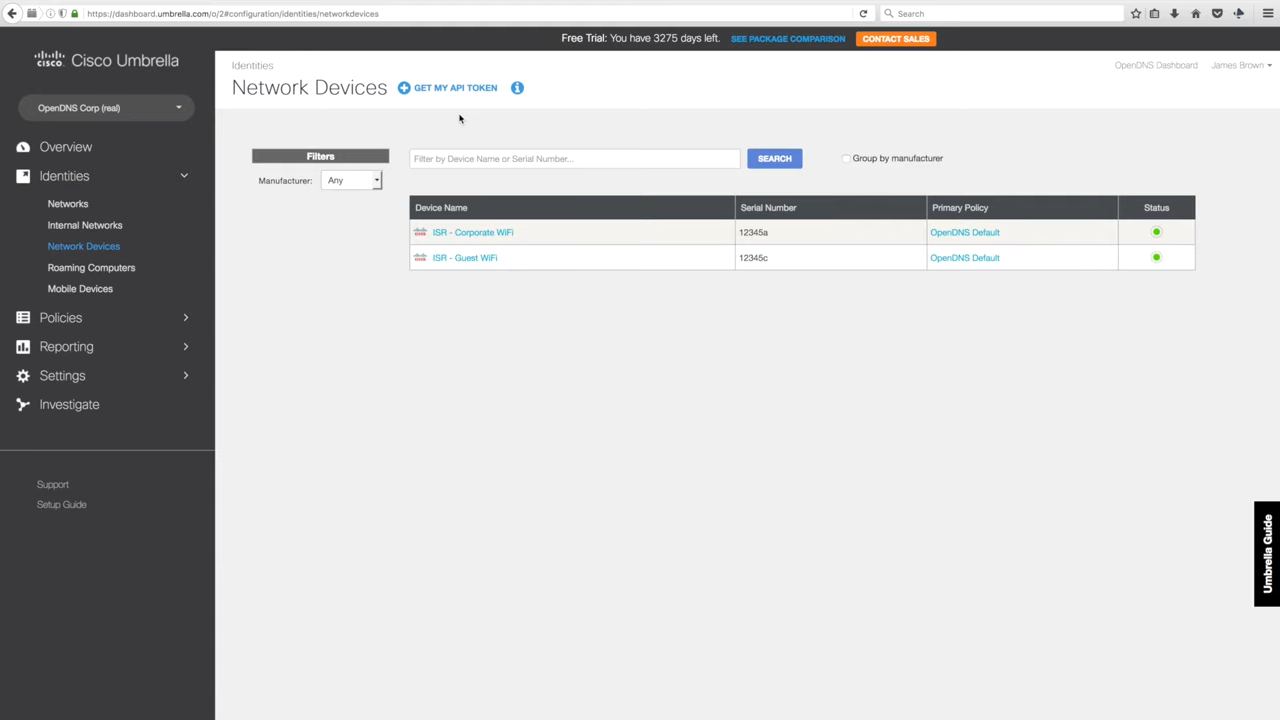 https://dashboard.umbrella.com/o/2#configuration/identities/networkdevices
Search
Free Trial: You have 3275 days left. SEE PACKAGE COMPARISON CONTACT SALES
CISCO
Cisco Umbrella
OpenDNS Corp (real)
Overview
Identities
Networks
Internal Networks
Network Devices
Roaming Computers
Mobile Devices
Policies
Reporting
Settings
Investigate
Support
Setup Guide
Identities
OpenDNS Dashboard James Brown
Network Devices GET MY API TOKEN
Filters
Manufacturer: Any
Filter by Device Name or Serial Number...
SEARCH
Group by manufacturer
Device Name Serial Number Primary Policy Status
ISR - Corporate WiFi 12345a OpenDNS Default
ISR - Guest WiFi 12345c OpenDNS Default
Umbrella Guide